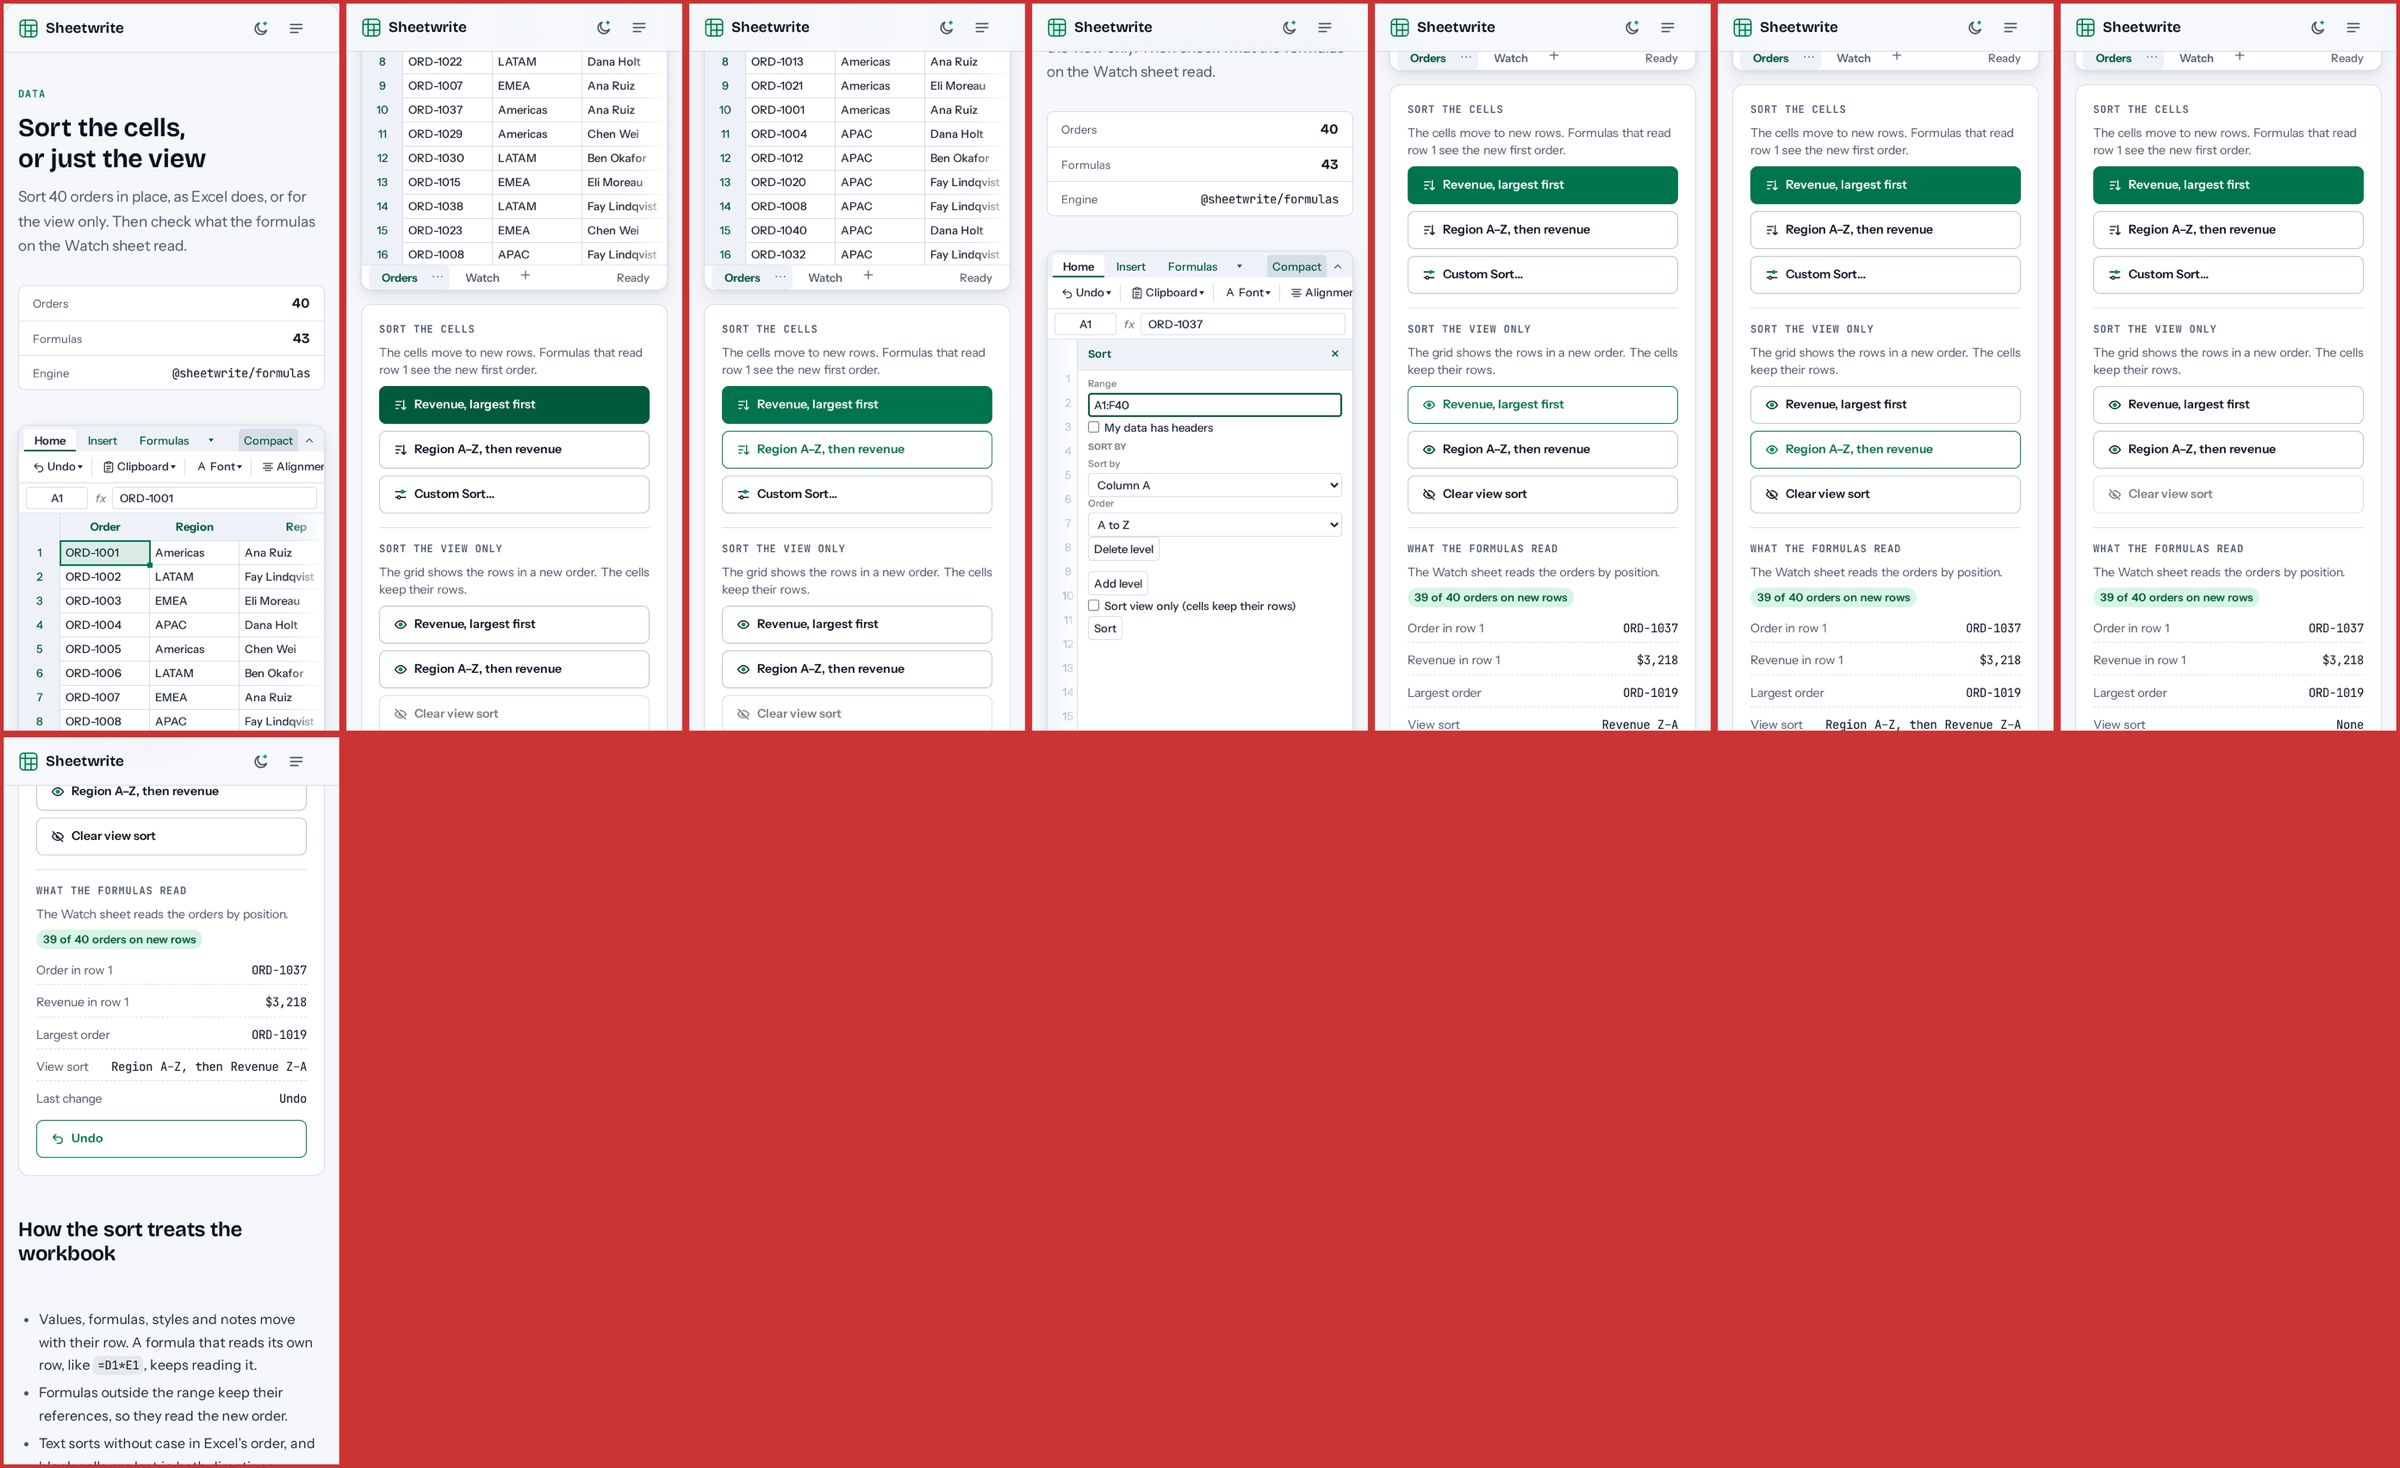 Sheetwrite
DATA
Sort the cells,
or just the view
Sort 40 orders in place, as Excel does, or for
the view only. Then check what the formulas
on the Watch sheet read.
Orders 40
Formulas 43
Engine @sheetwrite/formulas
Home Insert Formulas Compact
Undo Clipboard A Font Alignmer
A1 fx ORD-1001
Order Region Rep
1 ORD-1001 Americas Ana Ruiz
2 ORD-1002 LATAM Fay Lindqvist
3 ORD-1003 EMEA Eli Moreau
4 ORD-1004 APAC Dana Holt
5 ORD-1005 Americas Chen Wei
6 ORD-1006 LATAM Ben Okafor
7 ORD-1007 EMEA Ana Ruiz
8 ORD-1008 APAC Fay Lindqvist
Sheetwrite
8 ORD-1022 LATAM Dana Holt
9 ORD-1007 EMEA Ana Ruiz
10 ORD-1037 Americas Ana Ruiz
11 ORD-1029 Americas Chen Wei
12 ORD-1030 LATAM Ben Okafor
13 ORD-1015 EMEA Eli Moreau
14 ORD-1038 LATAM Fay Lindqvist
15 ORD-1023 EMEA Chen Wei
16 ORD-1008 APAC Fay Lindqvist
Orders ... Watch + Ready
SORT THE CELLS
The cells move to new rows. Formulas that read
row 1 see the new first order.
Revenue, largest first
Region A–Z, then revenue
Custom Sort...
SORT THE VIEW ONLY
The grid shows the rows in a new order. The cells
keep their rows.
Revenue, largest first
Region A–Z, then revenue
Clear view sort
Sheetwrite
8 ORD-1013 Americas Ana Ruiz
9 ORD-1021 Americas Eli Moreau
10 ORD-1001 Americas Ana Ruiz
11 ORD-1004 APAC Dana Holt
12 ORD-1012 APAC Ben Okafor
13 ORD-1020 APAC Fay Lindqvist
14 ORD-1008 APAC Fay Lindqvist
15 ORD-1040 APAC Dana Holt
16 ORD-1032 APAC Fay Lindqvist
Orders ... Watch + Ready
SORT THE CELLS
The cells move to new rows. Formulas that read
row 1 see the new first order.
Revenue, largest first
Region A–Z, then revenue
Custom Sort...
SORT THE VIEW ONLY
The grid shows the rows in a new order. The cells
keep their rows.
Revenue, largest first
Region A–Z, then revenue
Clear view sort
Sheetwrite
the view only. Then check what the formulas
on the Watch sheet read.
Orders 40
Formulas 43
Engine @sheetwrite/formulas
Home Insert Formulas Compact
Undo Clipboard A Font Alignmer
A1 fx ORD-1037
Sort ×
1
Range
2 A1:F40
3 My data has headers
4 SORT BY
Sort by
5 Column A
6 Order
7 A to Z
8 Delete level
9
Add level
10 Sort view only (cells keep their rows)
11 Sort
12
13
14
15
Sheetwrite
Orders ... Watch + Ready
SORT THE CELLS
The cells move to new rows. Formulas that read
row 1 see the new first order.
Revenue, largest first
Region A–Z, then revenue
Custom Sort...
SORT THE VIEW ONLY
The grid shows the rows in a new order. The cells
keep their rows.
Revenue, largest first
Region A–Z, then revenue
Clear view sort
WHAT THE FORMULAS READ
The Watch sheet reads the orders by position.
39 of 40 orders on new rows
Order in row 1 ORD-1037
Revenue in row 1 $3,218
Largest order ORD-1019
View sort Revenue Z-A
Sheetwrite
Orders ... Watch + Ready
SORT THE CELLS
The cells move to new rows. Formulas that read
row 1 see the new first order.
Revenue, largest first
Region A–Z, then revenue
Custom Sort...
SORT THE VIEW ONLY
The grid shows the rows in a new order. The cells
keep their rows.
Revenue, largest first
Region A–Z, then revenue
Clear view sort
WHAT THE FORMULAS READ
The Watch sheet reads the orders by position.
39 of 40 orders on new rows
Order in row 1 ORD-1037
Revenue in row 1 $3,218
Largest order ORD-1019
View sort Region A-Z, then Revenue Z-A
Sheetwrite
Orders ... Watch + Ready
SORT THE CELLS
The cells move to new rows. Formulas that read
row 1 see the new first order.
Revenue, largest first
Region A–Z, then revenue
Custom Sort...
SORT THE VIEW ONLY
The grid shows the rows in a new order. The cells
keep their rows.
Revenue, largest first
Region A–Z, then revenue
Clear view sort
WHAT THE FORMULAS READ
The Watch sheet reads the orders by position.
39 of 40 orders on new rows
Order in row 1 ORD-1037
Revenue in row 1 $3,218
Largest order ORD-1019
View sort None
Sheetwrite
Region A–Z, then revenue
Clear view sort
WHAT THE FORMULAS READ
The Watch sheet reads the orders by position.
39 of 40 orders on new rows
Order in row 1 ORD-1037
Revenue in row 1 $3,218
Largest order ORD-1019
View sort Region A-Z, then Revenue Z-A
Last change Undo
Undo
How the sort treats the
workbook
• Values, formulas, styles and notes move
with their row. A formula that reads its own
row, like =D1*E1, keeps reading it.
• Formulas outside the range keep their
references, so they read the new order.
• Text sorts without case in Excel's order, and